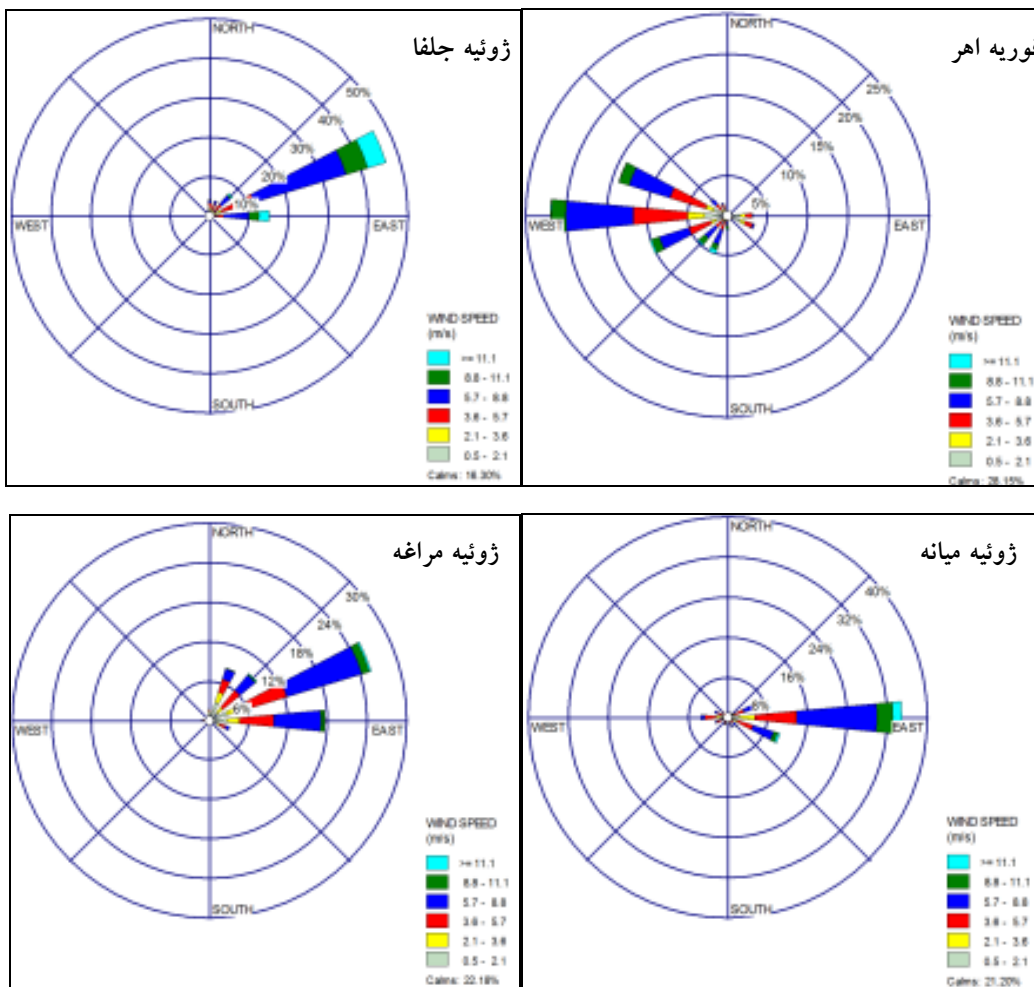 ژوئیه جلفا
NORTH
50%
40%
30%
20%
10%
WEST
EAST
SOUTH
WIND SPEED
(m/s)
>= 11.1
8.8 - 11.1
5.7 - 8.8
3.6 - 5.7
2.1 - 3.6
0.5 - 2.1
اهر
NORTH
25%
20%
15%
10%
5%
WEST
EAST
SOUTH
WIND SPEED
(m/s)
>= 11.1
8.8 - 11.1
5.7 - 8.8
3.6 - 5.7
2.1 - 3.6
0.5 - 2.1
Calms: 28.15%
ژوئیه مراغه
NORTH
30%
24%
18%
12%
6%
WEST
EAST
SOUTH
WIND SPEED
(m/s)
>= 11.1
8.8 - 11.1
5.7 - 8.8
3.6 - 5.7
2.1 - 3.6
0.5 - 2.1
Calms: 22.18%
ژوئیه میانه
NORTH
40%
32%
24%
16%
8%
WEST
EAST
SOUTH
WIND SPEED
(m/s)
>= 11.1
8.8 - 11.1
5.7 - 8.8
3.6 - 5.7
2.1 - 3.6
0.5 - 2.1
Calms: 21.20%